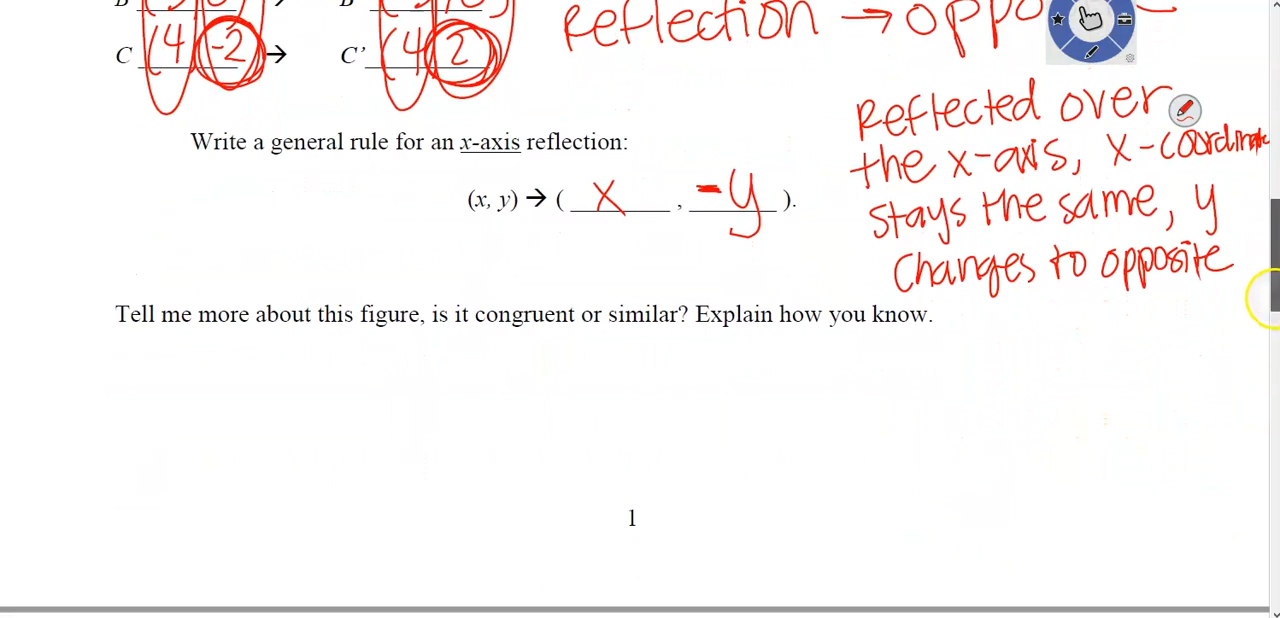 C (4 -2) → C' (4 2)
Reflection → oppo
Reflected over
the x-axis, x-coordinate
stays the same, y
changes to opposite
Write a general rule for an x-axis reflection:
(x, y) → ( x , -y ).
Tell me more about this figure, is it congruent or similar? Explain how you know.
1